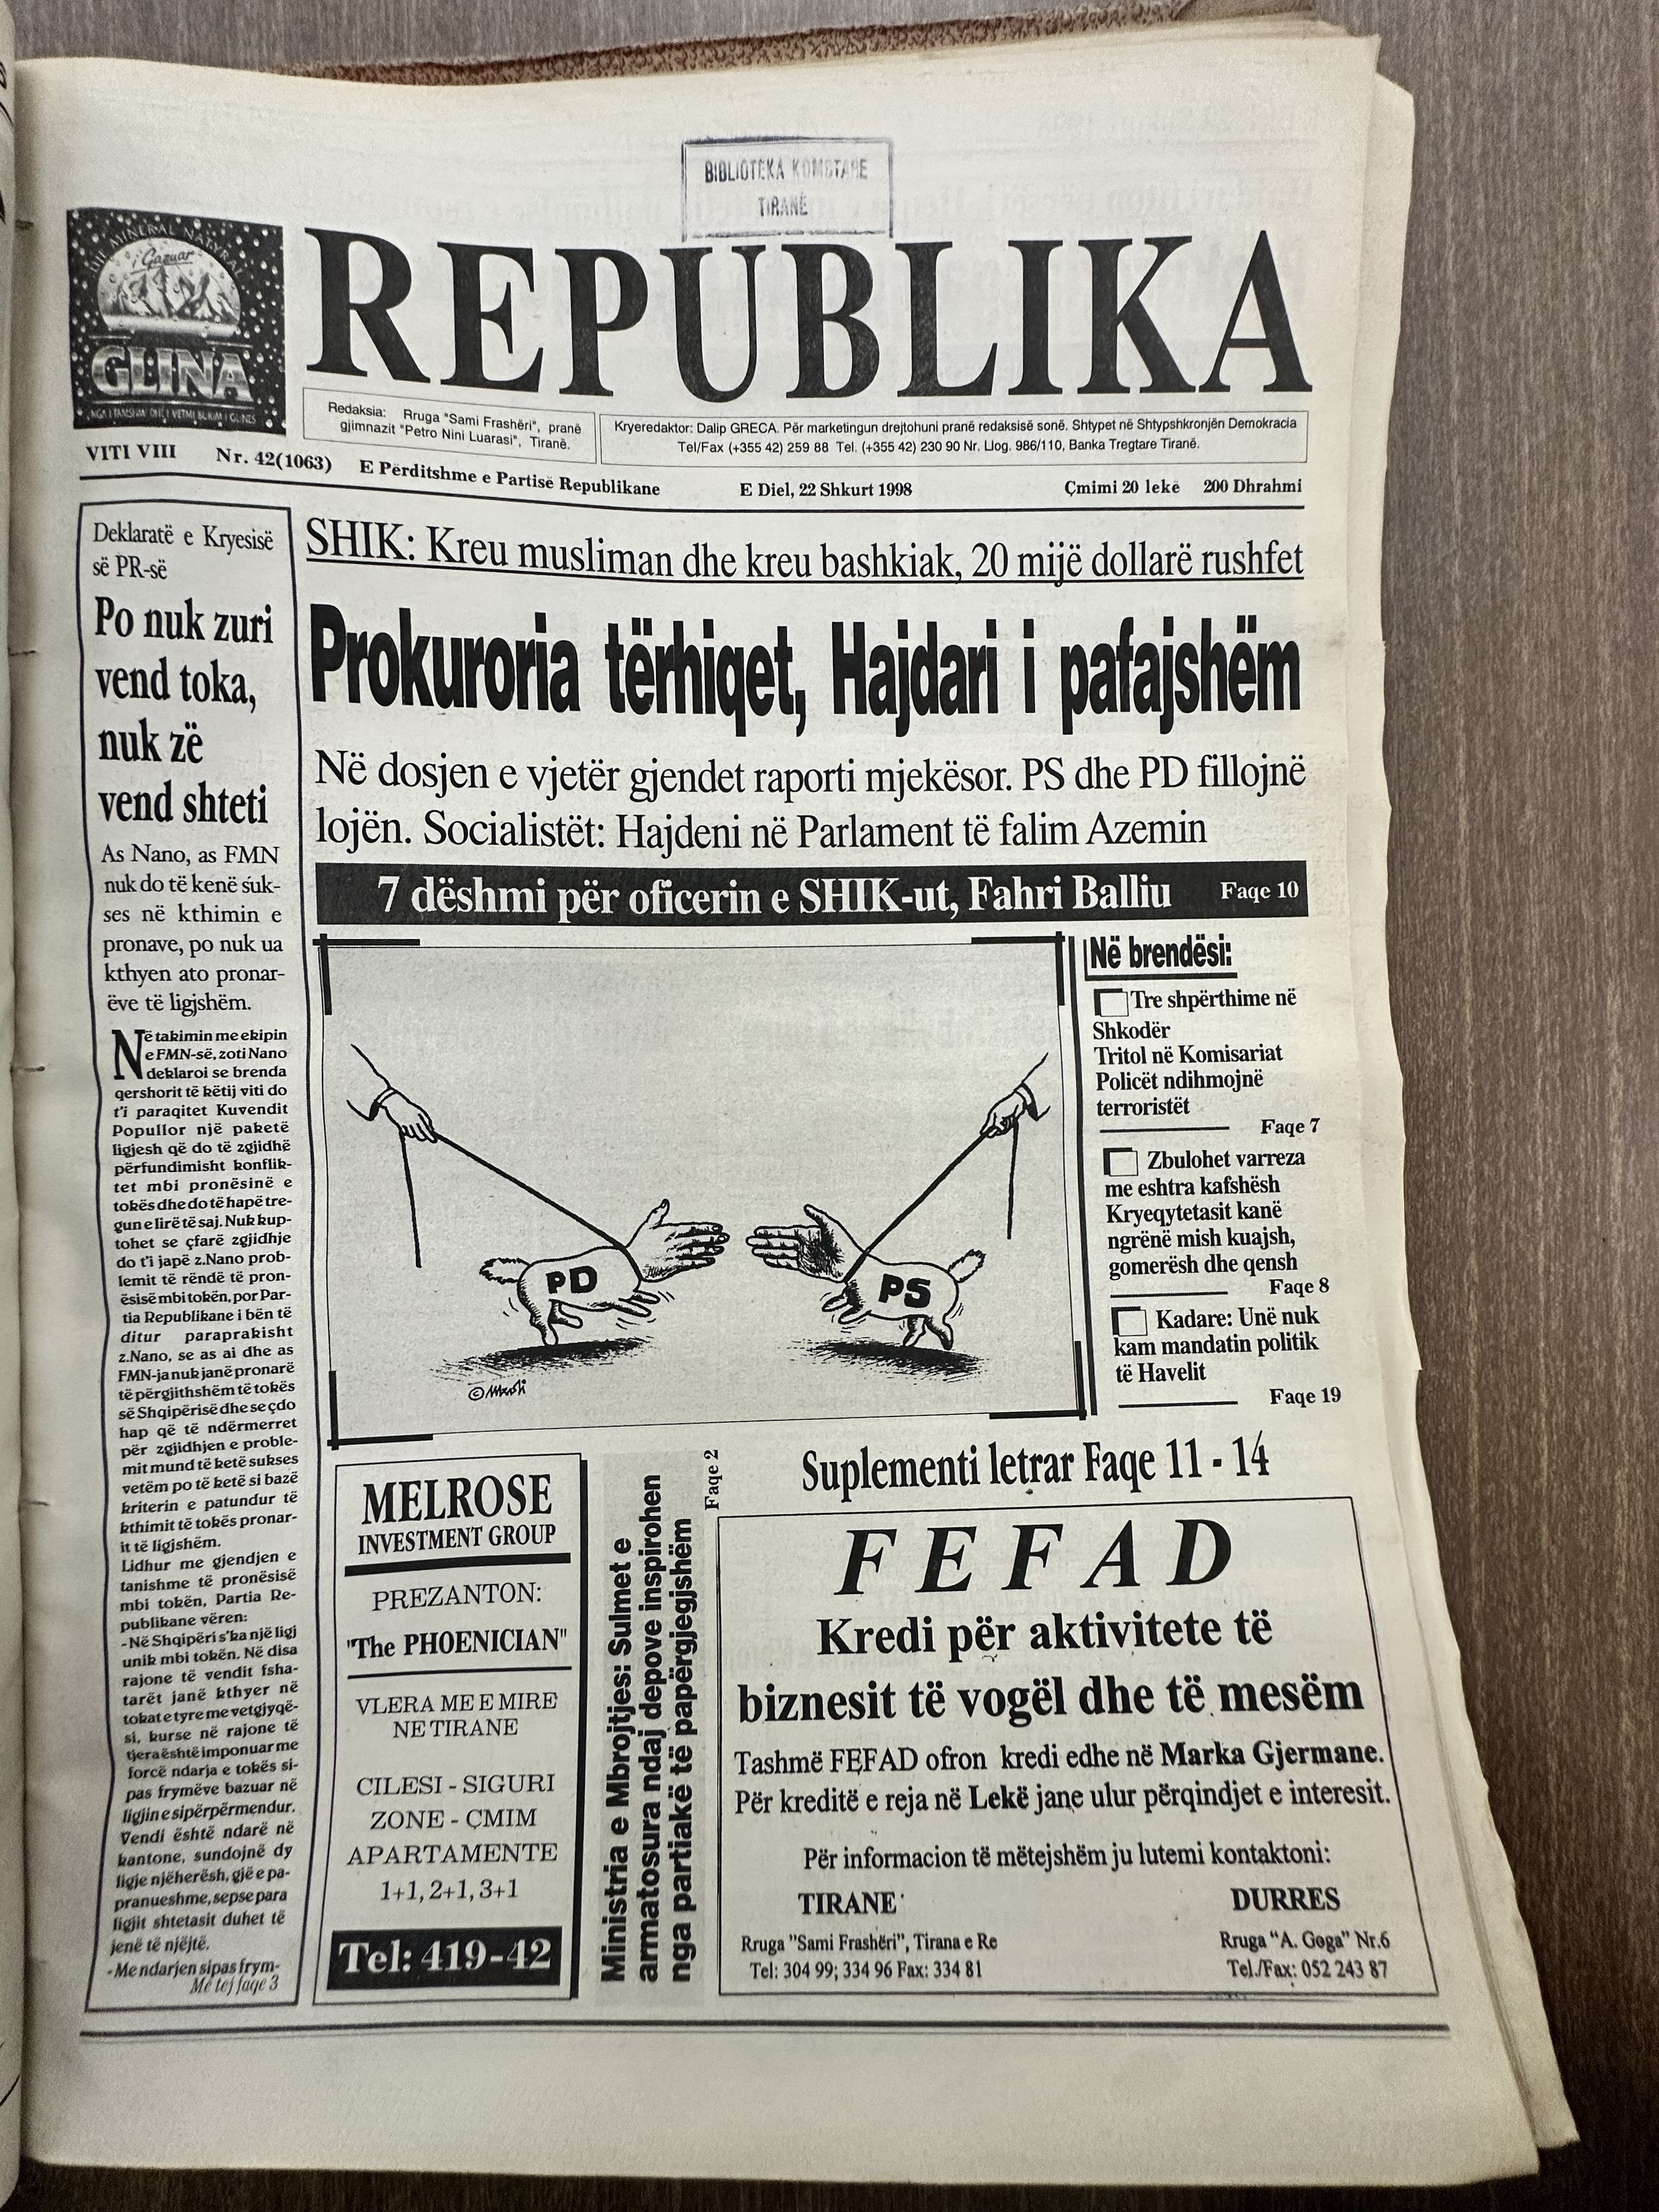 BIBLIOTEKA KOMBTARE
TIRANË
UJË MINERAL NATYRAL
i Gazuar
GLINA
REPUBLIKA
Redaksia: Rruga "Sami Frashëri", pranë
gjimnazit "Petro Nini Luarasi", Tiranë.
Kryeredaktor: Dalip GRECA. Për marketingun drejtohuni pranë redaksisë sonë. Shtypet në Shtypshkronjën Demokracia
Tel/Fax (+355 42) 259 88 Tel. (+355 42) 230 90 Nr. Llog. 986/110, Banka Tregtare Tiranë.
VITI VIII Nr. 42(1063) E Përditshme e Partisë Republikane E Diel, 22 Shkurt 1998 Çmimi 20 lekë 200 Dhrahmi
Deklaratë e Kryesisë
së PR-së
Po nuk zuri
vend toka,
nuk zë
vend shteti
As Nano, as FMN
nuk do të kenë suk-
ses në kthimin e
pronave, po nuk ua
kthyen ato pronar-
ëve të ligjshëm.
Në takimin me ekipin
e FMN-së, zoti Nano
deklaroi se brenda
qershorit të këtij viti do
t'i paraqitet Kuvendit
Popullor një paketë
ligjesh që do të zgjidhë
përfundimisht konflik-
tet mbi pronësinë e
tokës dhe do të hapë tre-
gun e lirë të saj. Nuk kup-
tohet se çfarë zgjidhje
do t'i japë z.Nano prob-
lemit të rëndë të pron-
ësisë mbi tokën, por Par-
tia Republikane i bën të
ditur paraprakisht
z.Nano, se as ai dhe as
FMN-ja nuk janë pronarë
të përgjithshëm të tokës
së Shqipërisë dhe se çdo
hap që të ndërmerret
për zgjidhjen e proble-
mit mund të ketë sukses
vetëm po të ketë si bazë
kriterin e patundur të
kthimit të tokës pronar-
it të ligjshëm.
Lidhur me gjendjen e
tanishme të pronësisë
mbi tokën, Partia Re-
publikane vëren:
-Në Shqipëri s'ka një ligj
unik mbi tokën. Në disa
rajone të vendit fsha-
tarët janë kthyer në
tokat e tyre me vetgjyqë-
si, kurse në rajone të
tjera është imponuar me
forcë ndarja e tokës si-
pas frymëve bazuar në
ligjin e sipërpërmendur.
Vendi është ndarë në
kantone, sundojnë dy
ligje njëherësh, gjë e pa-
pranueshme, sepse para
ligjit shtetasit duhet të
jenë të njëjtë.
-Me ndarjen sipas frym-
Më tej faqe 3
SHIK: Kreu musliman dhe kreu bashkiak, 20 mijë dollarë rushfet
Prokuroria tërhiqet, Hajdari i pafajshëm
Në dosjen e vjetër gjendet raporti mjekësor. PS dhe PD fillojnë
lojën. Socialistët: Hajdeni në Parlament të falim Azemin
7 dëshmi për oficerin e SHIK-ut, Fahri Balliu Faqe 10
PD
PS
Në brendësi:
Tre shpërthime në
Shkodër
Tritol në Komisariat
Policët ndihmojnë
terroristët
Faqe 7
Zbulohet varreza
me eshtra kafshësh
Kryeqytetasit kanë
ngrënë mish kuajsh,
gomerësh dhe qensh
Faqe 8
Kadare: Unë nuk
kam mandatin politik
të Havelit
Faqe 19
MELROSE
INVESTMENT GROUP
PREZANTON:
"The PHOENICIAN"
VLERA ME E MIRE
NE TIRANE
CILESI - SIGURI
ZONE - ÇMIM
APARTAMENTE
1+1, 2+1, 3+1
Tel: 419-42
Ministria e Mbrojtjes: Sulmet e
armatosura ndaj depove inspirohen
nga partiakë të papërgjegjshëm
Faqe 2
Suplementi letrar Faqe 11 - 14
FEFAD
Kredi për aktivitete të
biznesit të vogël dhe të mesëm
Tashmë FEFAD ofron kredi edhe në Marka Gjermane.
Për kreditë e reja në Lekë jane ulur përqindjet e interesit.
Për informacion të mëtejshëm ju lutemi kontaktoni:
TIRANE
Rruga "Sami Frashëri", Tirana e Re
Tel: 304 99; 334 96 Fax: 334 81
DURRES
Rruga "A. Goga" Nr.6
Tel./Fax: 052 243 87